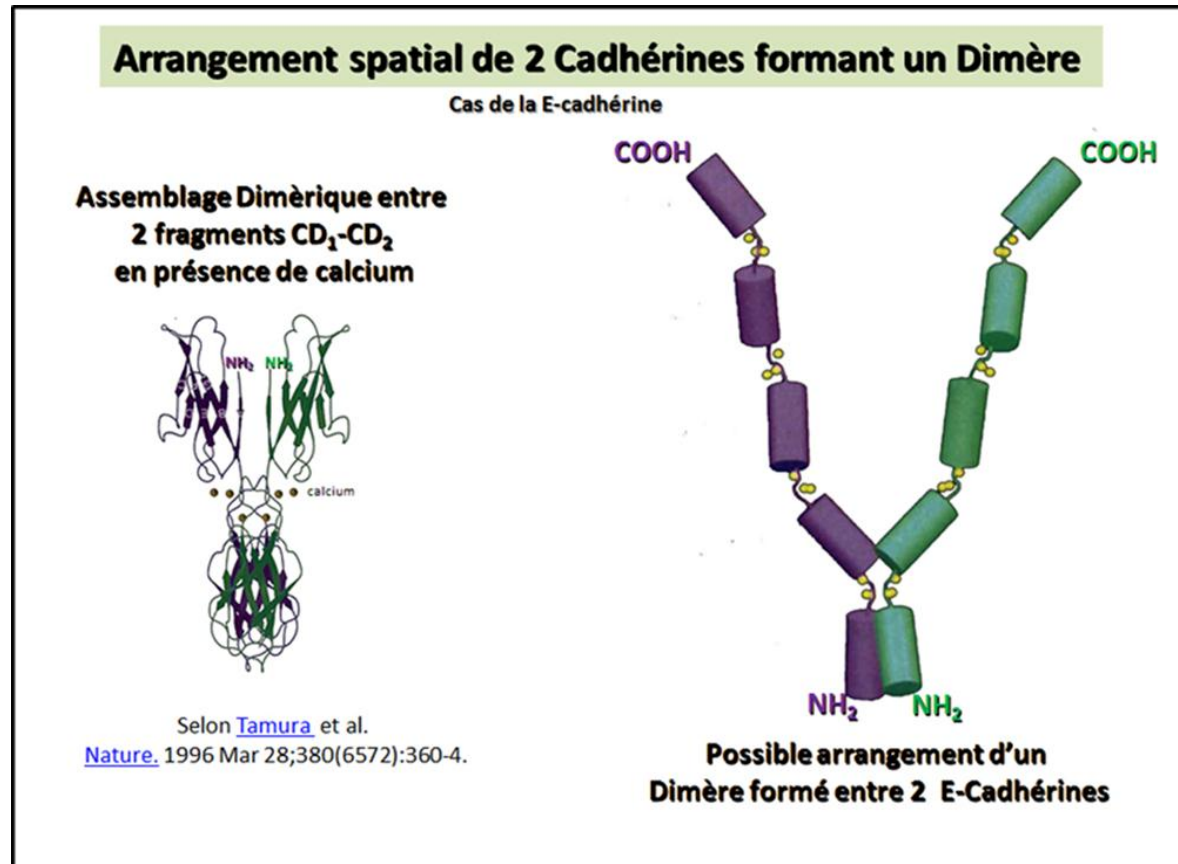 Arrangement spatial de 2 Cadhérines formant un Dimère
Cas de la E-cadhérine
Assemblage Dimèrique entre
2 fragments CD₁-CD₂
en présence de calcium
NH₂ NH₂
calcium
Selon Tamura et al.
Nature. 1996 Mar 28;380(6572):360-4.
COOH COOH
NH₂ NH₂
Possible arrangement d’un
Dimère formé entre 2 E-Cadhérines